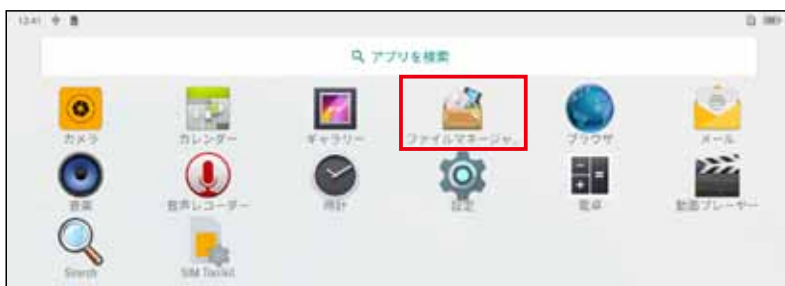 12:41
アプリを検索
カメラ カレンダー ギャラリー ファイルマネージャ.. ブラウザ メール
音楽 音声レコーダー 時計 設定 電卓 動画プレーヤー
Search SIM Toolkit